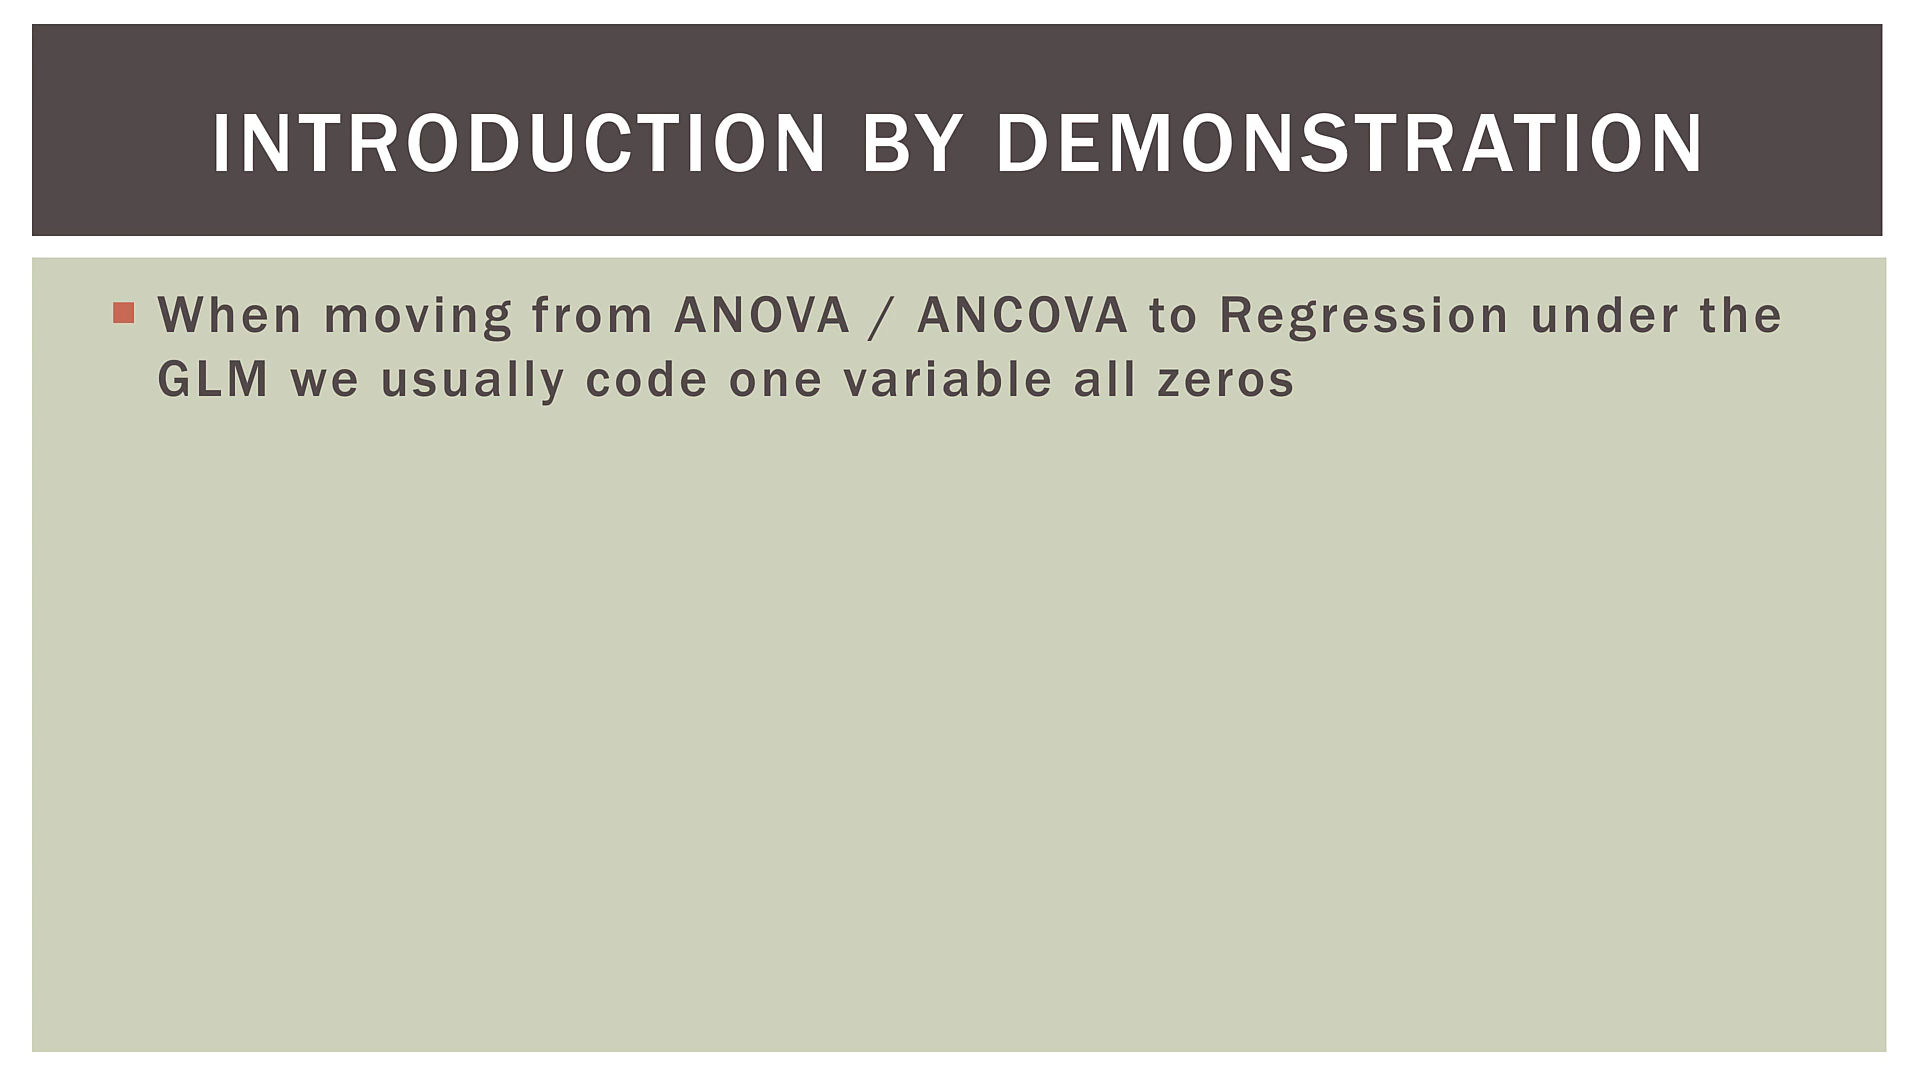 INTRODUCTION BY DEMONSTRATION
When moving from ANOVA / ANCOVA to Regression under the
GLM we usually code one variable all zeros